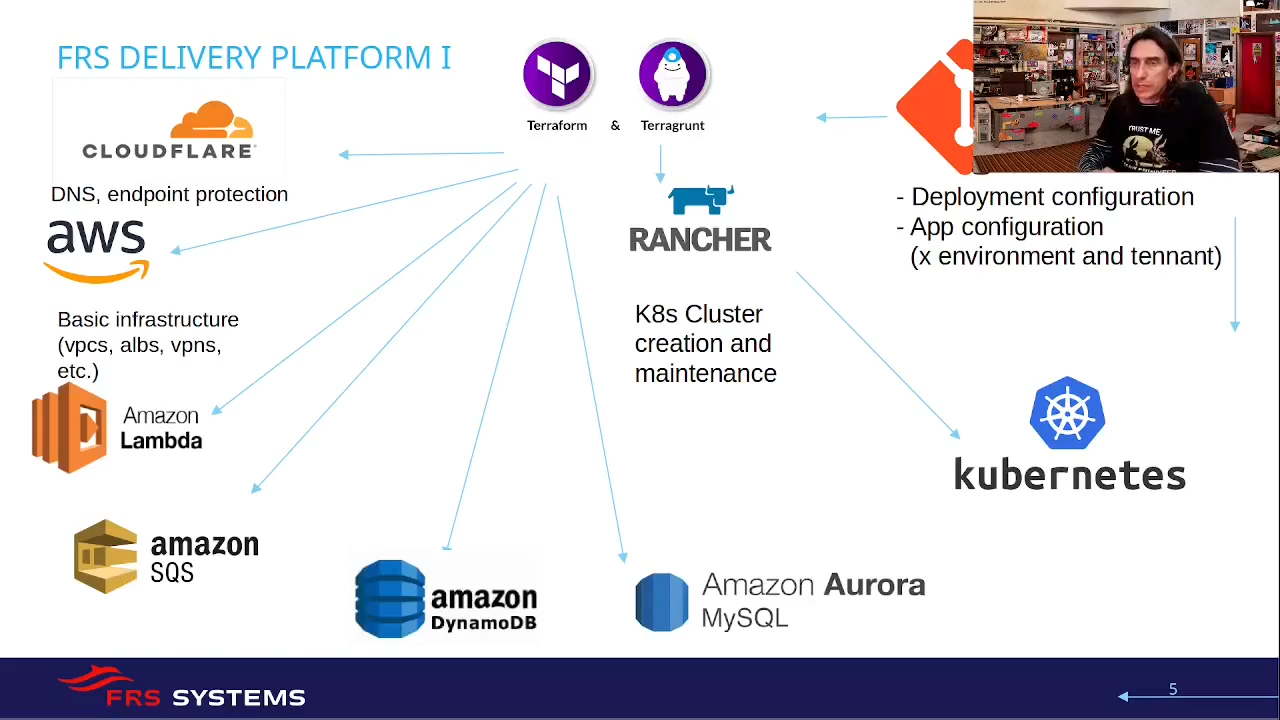 FRS DELIVERY PLATFORM I
CLOUDFLARE
DNS, endpoint protection
aws
Basic infrastructure
(vpcs, albs, vpns,
etc.)
Amazon
Lambda
amazon
SQS
amazon
DynamoDB
Amazon Aurora
MySQL
Terraform & Terragrunt
RANCHER
K8s Cluster
creation and
maintenance
- Deployment configuration
- App configuration
(x environment and tennant)
kubernetes
TRUST ME,
FRS SYSTEMS
5